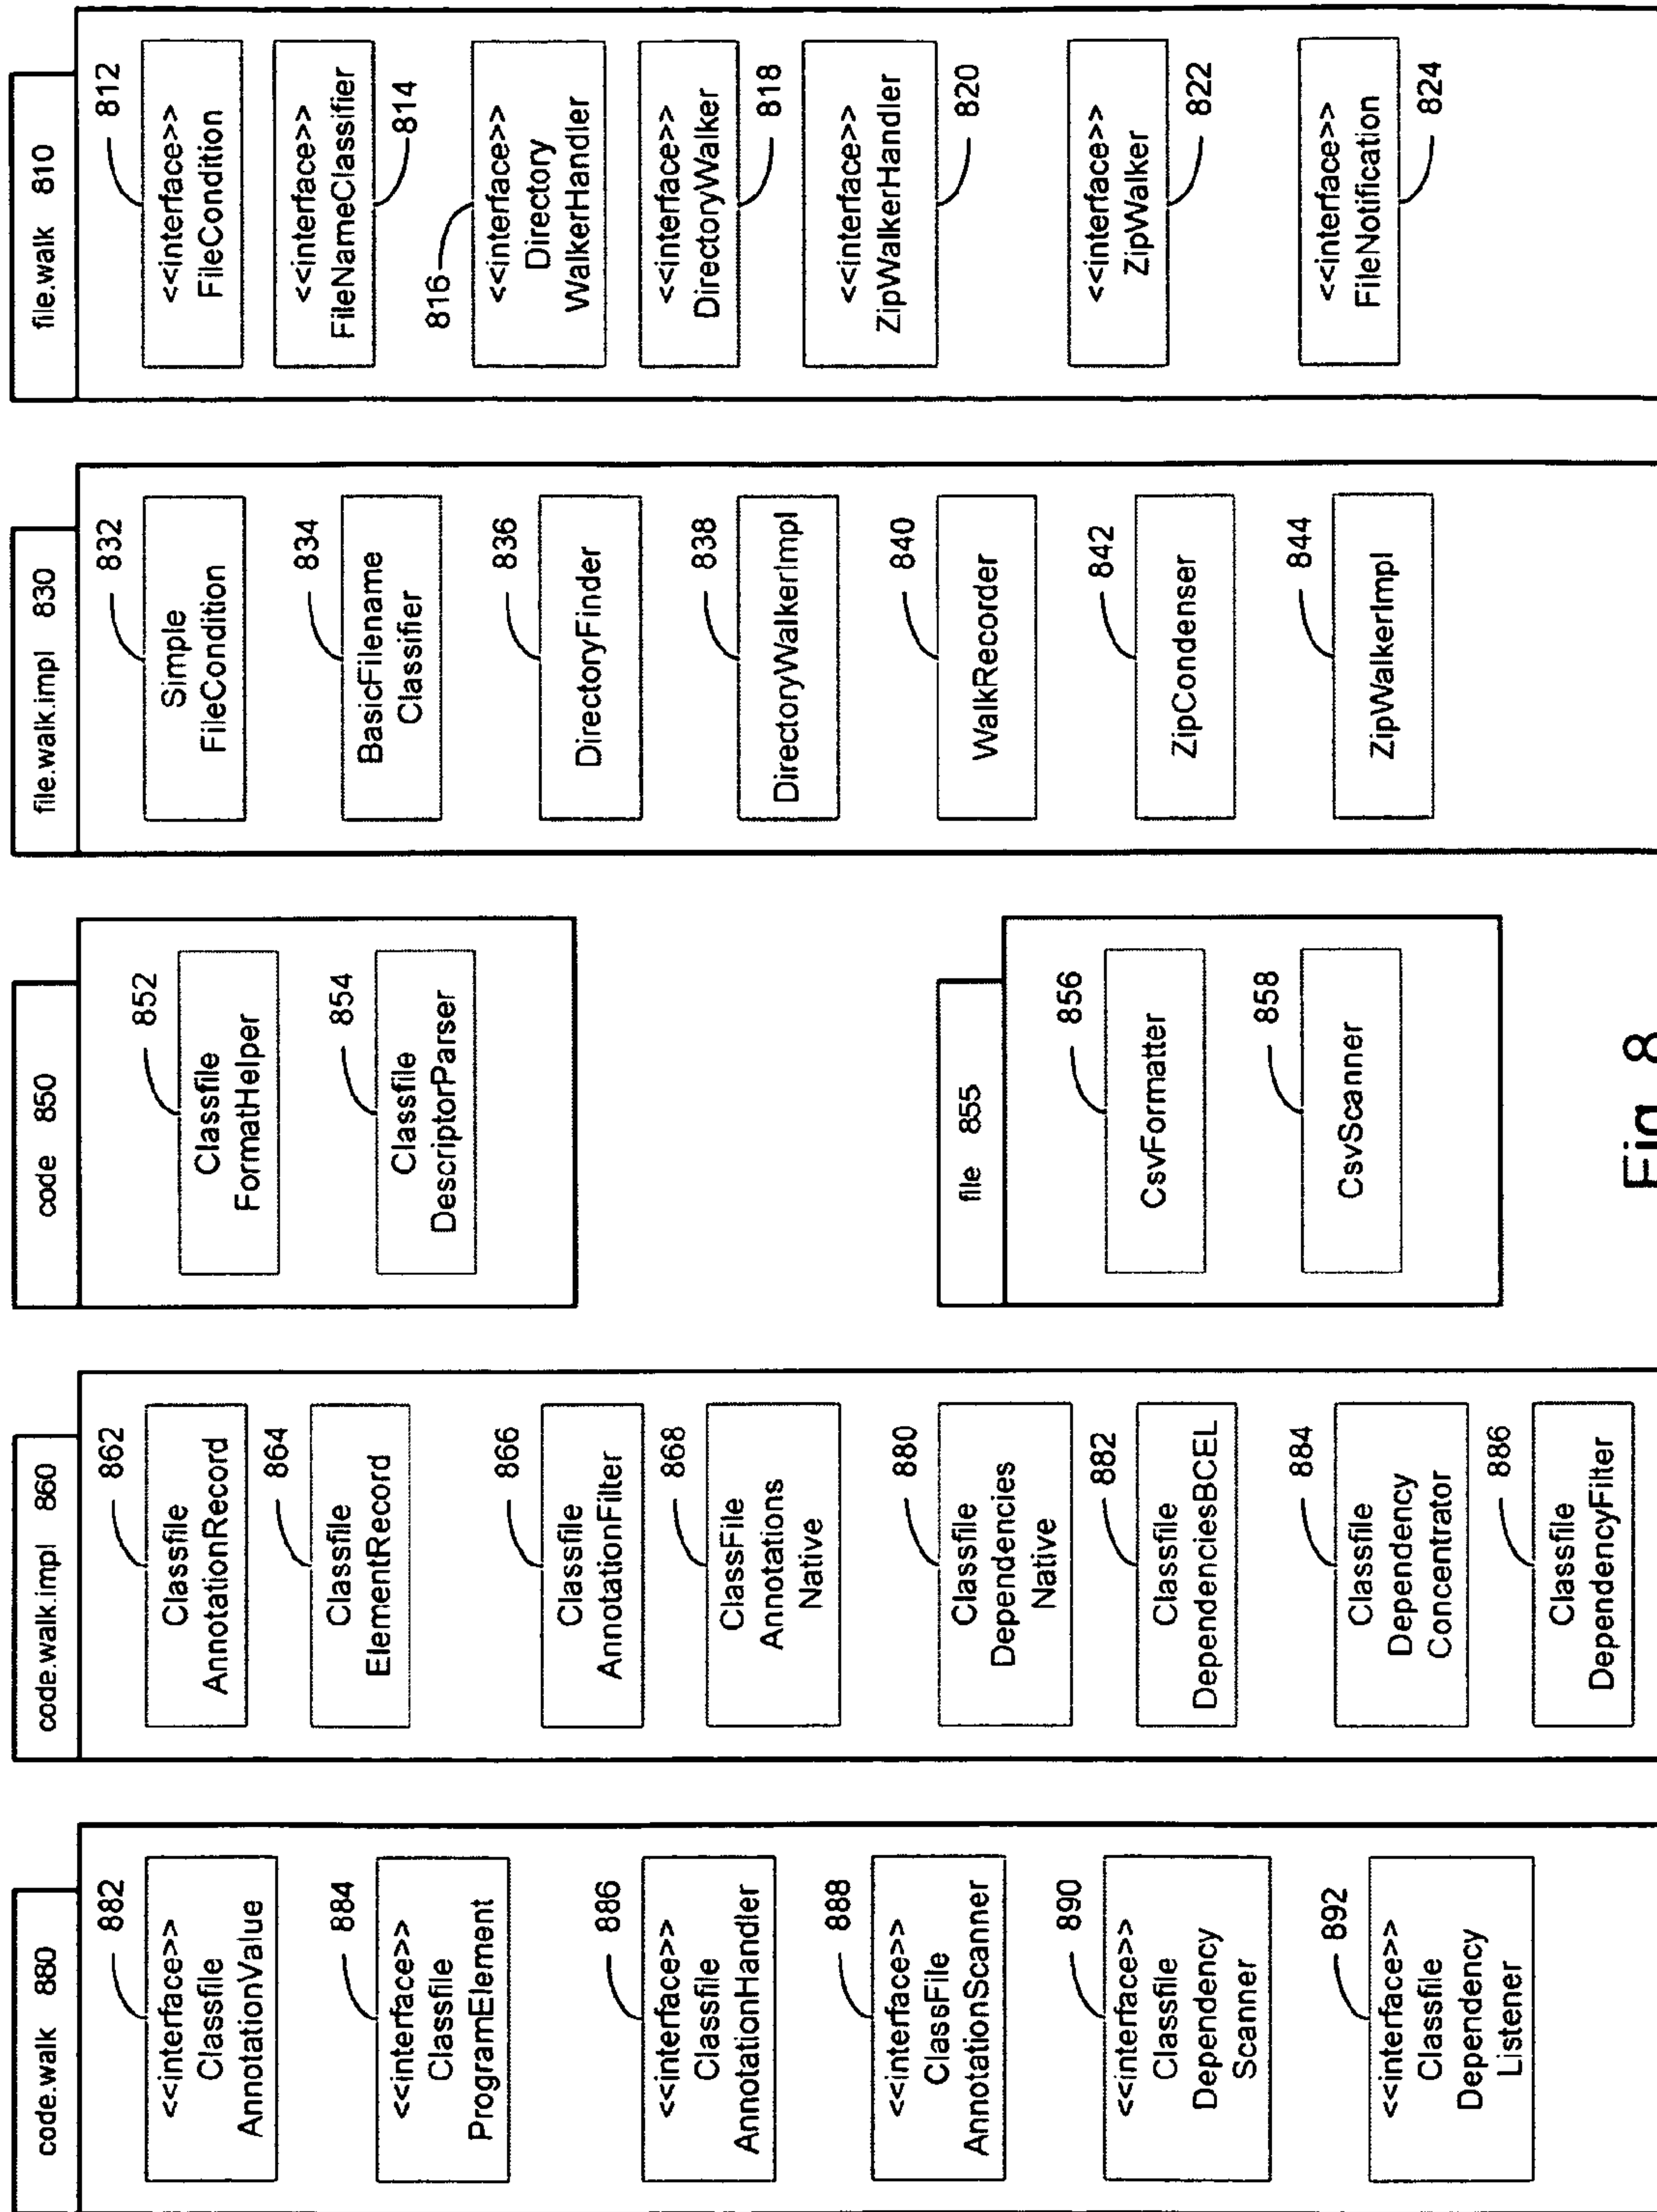 code.walk 880
882
<<interface>>
Classfile
AnnotationValue
884
<<interface>>
Classfile
ProgramElement
886
<<interface>>
Classfile
AnnotationHandler
888
<<interface>>
ClassFile
AnnotationScanner
890
<<interface>>
Classfile
Dependency
Scanner
892
<<interface>>
Classfile
Dependency
Listener
code.walk.impl 860
862
Classfile
AnnotationRecord
864
Classfile
ElementRecord
866
Classfile
AnnotationFilter
868
ClassFile
Annotations
Native
880
Classfile
Dependencies
Native
882
Classfile
DependenciesBCEL
884
Classfile
Dependency
Concentrator
886
Classfile
DependencyFilter
code 850
852
Classfile
FormatHelper
854
Classfile
DescriptorParser
file 855
856
CsvFormatter
858
CsvScanner
file.walk.impl 830
832
Simple
FileCondition
834
BasicFilename
Classifier
836
DirectoryFinder
838
DirectoryWalkerImpl
840
WalkRecorder
842
ZipCondenser
844
ZipWalkerImpl
file.walk 810
812
<<interface>>
FileCondition
<<interface>>
FileNameClassifier
814
816
<<interface>>
Directory
WalkerHandler
<<interface>>
DirectoryWalker
818
<<interface>>
ZipWalkerHandler
820
<<interface>>
ZipWalker
822
<<interface>>
FileNotification
824
Fig. 8